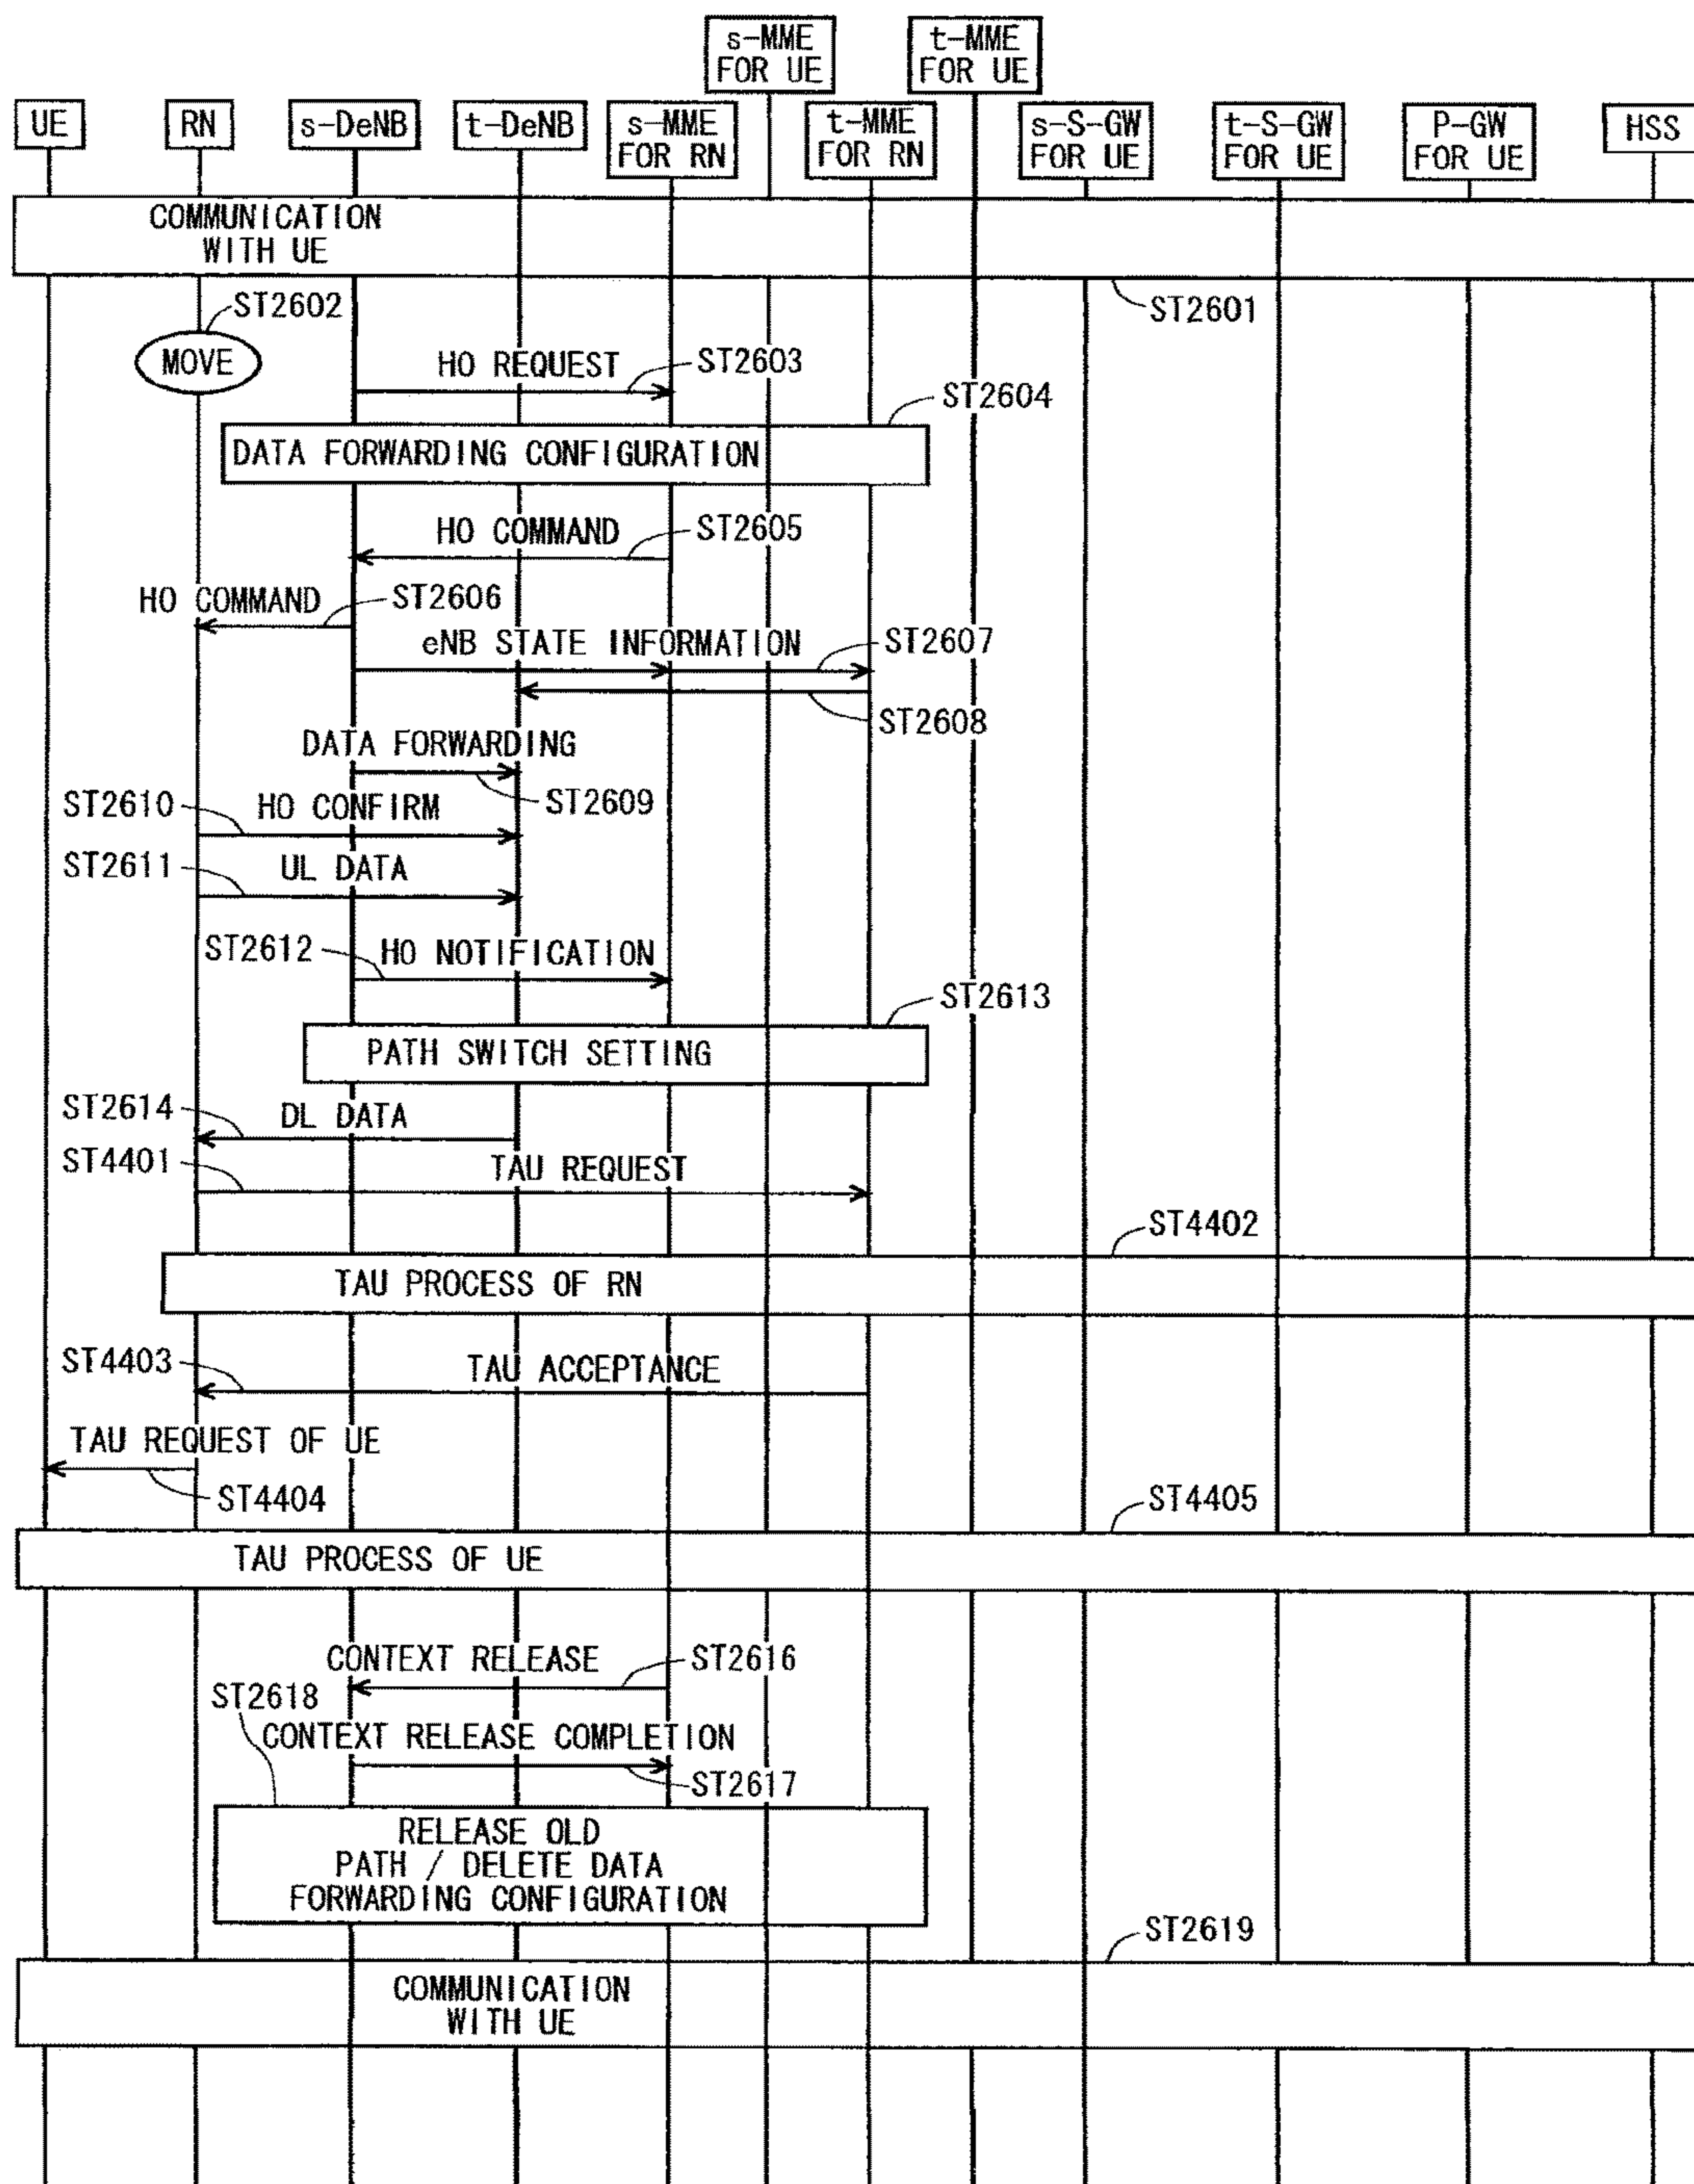 s-MME
FOR UE
t-MME
FOR UE
UE
RN
s-DeNB
t-DeNB
s-MME
FOR RN
t-MME
FOR RN
s-S-GW
FOR UE
t-S-GW
FOR UE
P-GW
FOR UE
HSS
COMMUNICATION
WITH UE
ST2601
ST2602
MOVE
HO REQUEST
ST2603
ST2604
DATA FORWARDING CONFIGURATION
HO COMMAND
ST2605
HO COMMAND
ST2606
eNB STATE INFORMATION
ST2607
ST2608
DATA FORWARDING
ST2609
ST2610
HO CONFIRM
ST2611
UL DATA
ST2612
HO NOTIFICATION
ST2613
PATH SWITCH SETTING
ST2614
DL DATA
ST4401
TAU REQUEST
ST4402
TAU PROCESS OF RN
ST4403
TAU ACCEPTANCE
TAU REQUEST OF UE
ST4404
ST4405
TAU PROCESS OF UE
CONTEXT RELEASE
ST2616
ST2618
CONTEXT RELEASE COMPLETION
ST2617
RELEASE OLD
PATH / DELETE DATA
FORWARDING CONFIGURATION
ST2619
COMMUNICATION
WITH UE